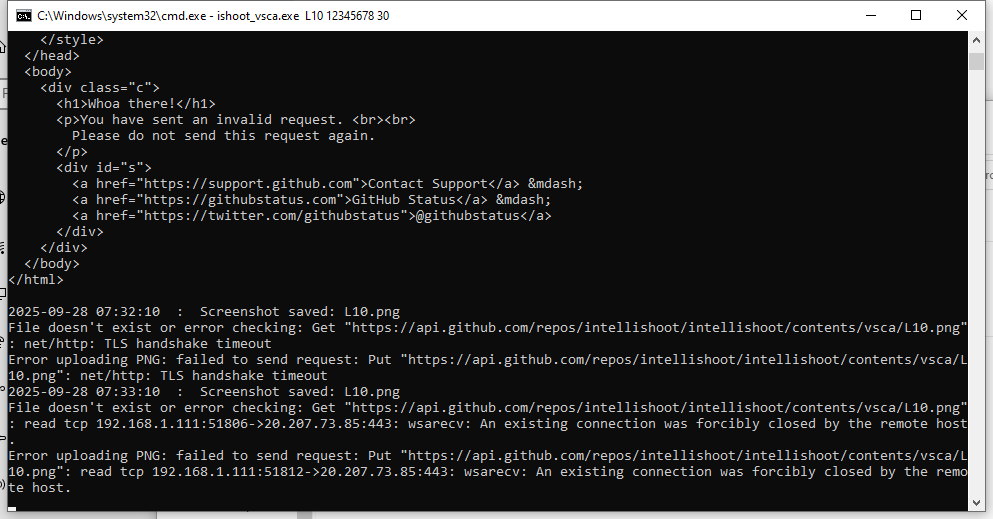 C:\Windows\system32\cmd.exe - ishoot_vsca.exe L10 12345678 30
</style>
</head>
<body>
<div class="c">
<h1>Whoa there!</h1>
<p>You have sent an invalid request. <br><br>
Please do not send this request again.
</p>
<div id="s">
<a href="https://support.github.com">Contact Support</a> &mdash;
<a href="https://githubstatus.com">GitHub Status</a> &mdash;
<a href="https://twitter.com/githubstatus">@githubstatus</a>
</div>
</div>
</body>
</html>
2025-09-28 07:32:10  :  Screenshot saved: L10.png
File doesn't exist or error checking: Get "https://api.github.com/repos/intellishoot/intellishoot/contents/vsca/L10.png"
: net/http: TLS handshake timeout
Error uploading PNG: failed to send request: Put "https://api.github.com/repos/intellishoot/intellishoot/contents/vsca/L
10.png": net/http: TLS handshake timeout
2025-09-28 07:33:10  :  Screenshot saved: L10.png
File doesn't exist or error checking: Get "https://api.github.com/repos/intellishoot/intellishoot/contents/vsca/L10.png"
: read tcp 192.168.1.111:51806->20.207.73.85:443: wsarecv: An existing connection was forcibly closed by the remote host
.
Error uploading PNG: failed to send request: Put "https://api.github.com/repos/intellishoot/intellishoot/contents/vsca/L
10.png": read tcp 192.168.1.111:51812->20.207.73.85:443: wsarecv: An existing connection was forcibly closed by the remo
te host.